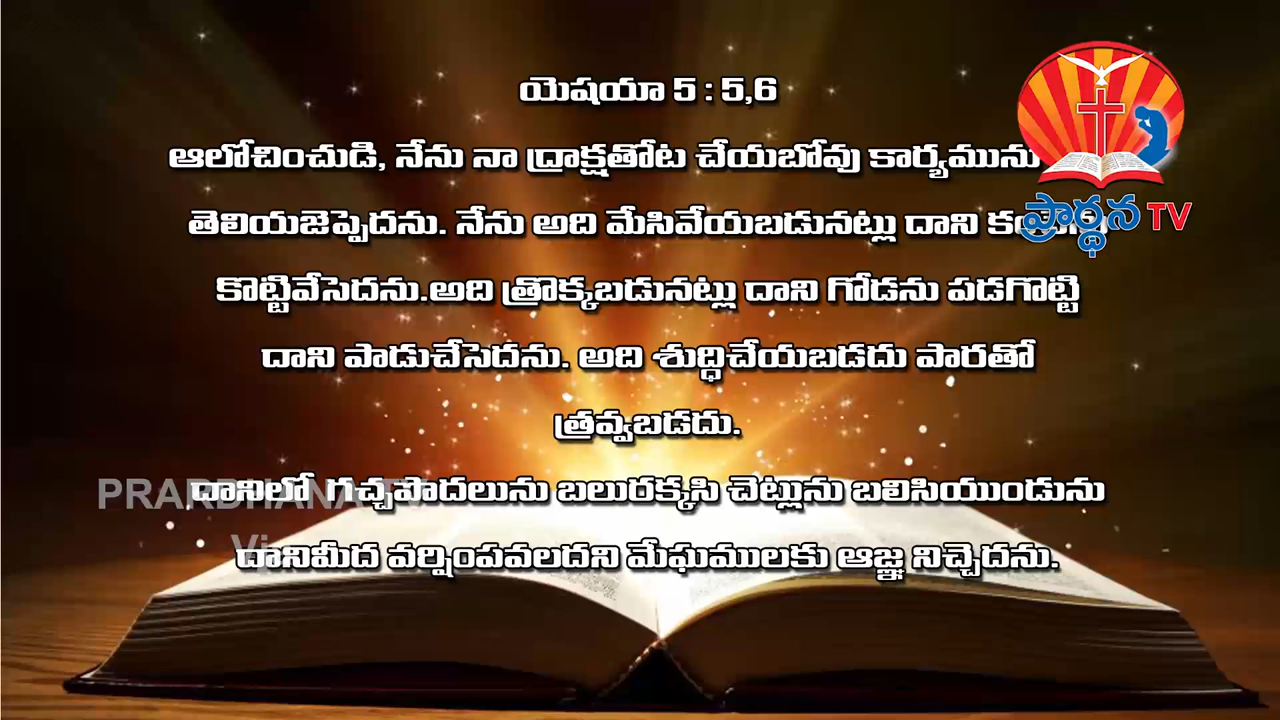 యెషయా 5 : 5,6
ఆలోచించుడి, నేను నా ద్రాక్షతోట చేయబోవు కార్యమును
తెలియజెప్పెదను. నేను అది మేసివేయబడునట్లు దాని
కొట్టివేసెదను.అది త్రొక్కబడునట్లు దాని గోడను పడగొట్టి
దాని పాడుచేసెదను. అది శుద్ధిచేయబడదు పారతో
త్రవ్వబడదు.
దానిలో గచ్చపొదలును బలురక్కసి చెట్లును బలిసియుండును
దానిమీద వర్షింపవలదని మేఘములకు ఆజ్ఞ నిచ్చెదను.
ప్రార్థన TV
PRARDHANA TV